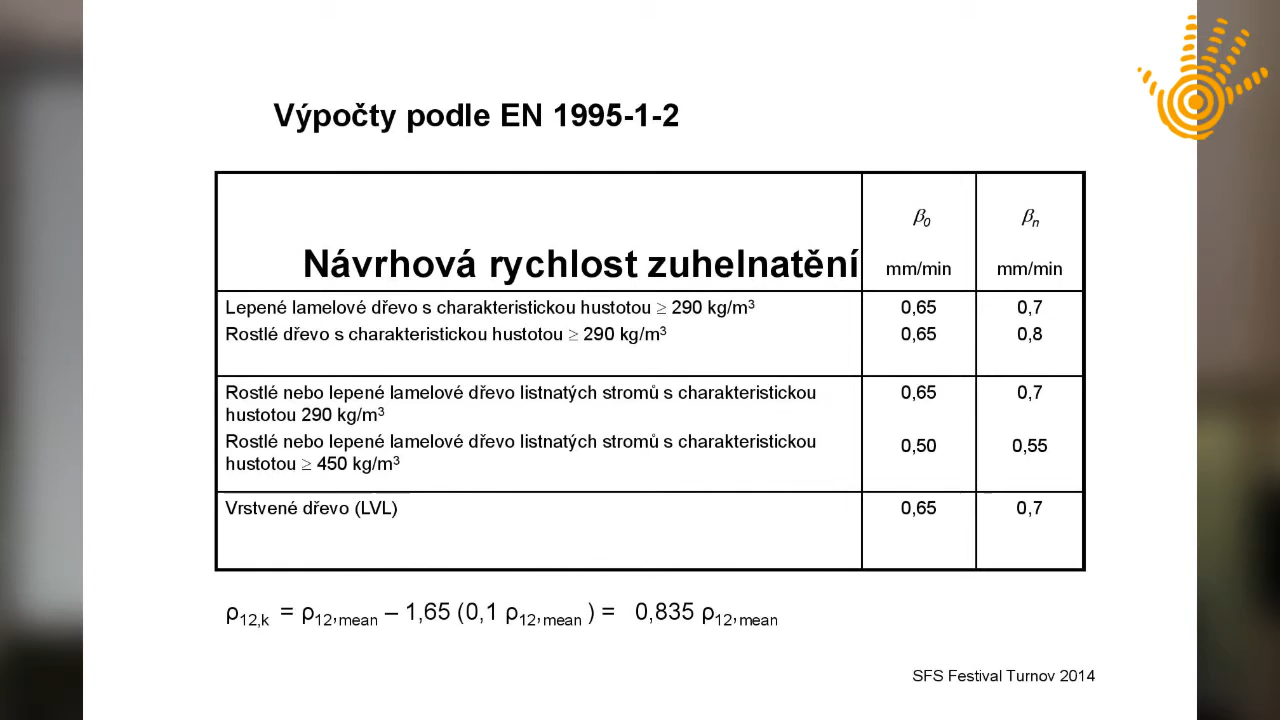 Výpočty podle EN 1995-1-2
β0 βn
Návrhová rychlost zuhelnatění mm/min mm/min
Lepené lamelové dřevo s charakteristickou hustotou ≥ 290 kg/m³ 0,65 0,7
Rostlé dřevo s charakteristickou hustotou ≥ 290 kg/m³ 0,65 0,8
Rostlé nebo lepené lamelové dřevo listnatých stromů s charakteristickou 0,65 0,7
hustotou 290 kg/m³
Rostlé nebo lepené lamelové dřevo listnatých stromů s charakteristickou 0,50 0,55
hustotou ≥ 450 kg/m³
Vrstvené dřevo (LVL) 0,65 0,7
ρ12,k = ρ12,mean – 1,65 (0,1 ρ12,mean ) = 0,835 ρ12,mean
SFS Festival Turnov 2014